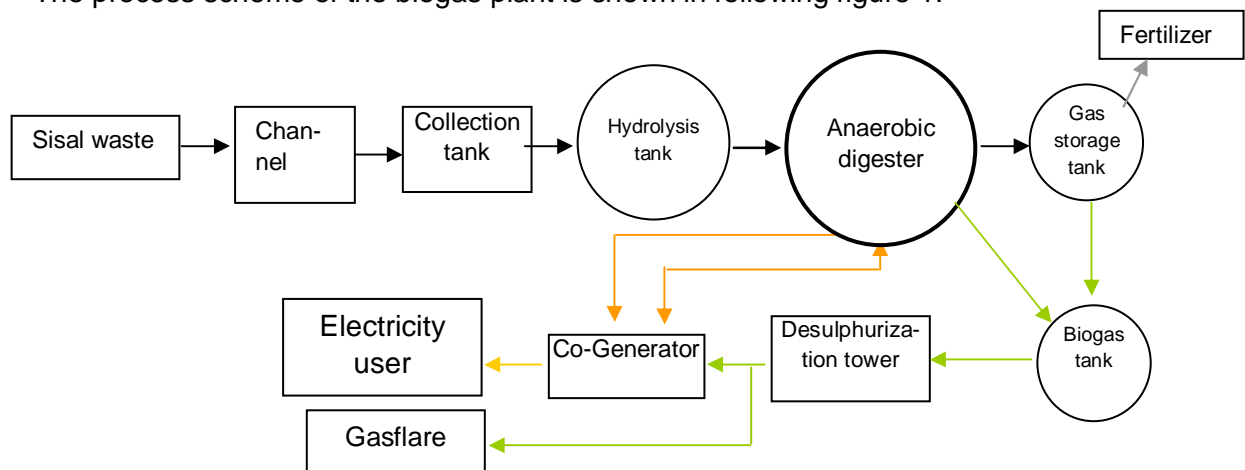 The process scheme of the biogas plant is shown in following figure 1:
Fertilizer
Sisal waste
Chan-
nel
Collection
tank
Hydrolysis
tank
Anaerobic
digester
Gas
storage
tank
Electricity
user
Co-Generator
Desulphuriza-
tion tower
Biogas
tank
Gasflare